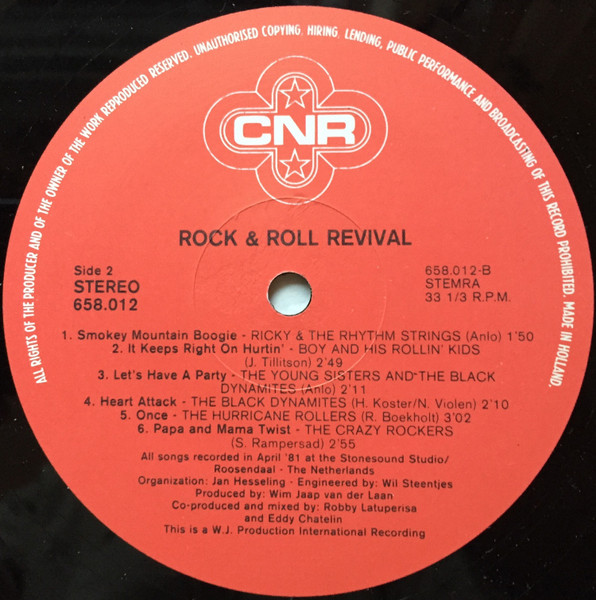 ALL RIGHTS OF THE PRODUCER AND OF THE OWNER OF THE WORK REPRODUCED RESERVED. UNAUTHORISED COPYING, HIRING, LENDING, PUBLIC PERFORMANCE AND BROADCASTING OF THIS RECORD PROHIBITED. MADE IN HOLLAND.
CNR
ROCK & ROLL REVIVAL
Side 2
STEREO
658.012
658.012-B
STEMRA
33 1/3 R.P.M.
1. Smokey Mountain Boogie - RICKY & THE RHYTHM STRINGS (Anlo) 1'50
2. It Keeps Right On Hurtin' - BOY AND HIS ROLLIN' KIDS
(J. Tillitson) 2'49
3. Let's Have A Party - THE YOUNG SISTERS AND THE BLACK
DYNAMITES (Anlo) 2'11
4. Heart Attack - THE BLACK DYNAMITES (H. Koster/N. Violen) 2'10
5. Once - THE HURRICANE ROLLERS (R. Boekholt) 3'02
6. Papa and Mama Twist - THE CRAZY ROCKERS
(S. Rampersad) 2'55
All songs recorded in April '81 at the Stonesound Studio/
Roosendaal - The Netherlands
Organization: Jan Hesseling - Engineered by: Wil Steentjes
Produced by: Wim Jaap van der Laan
Co-produced and mixed by: Robby Latuperisa
and Eddy Chatelin
This is a W.J. Production International Recording